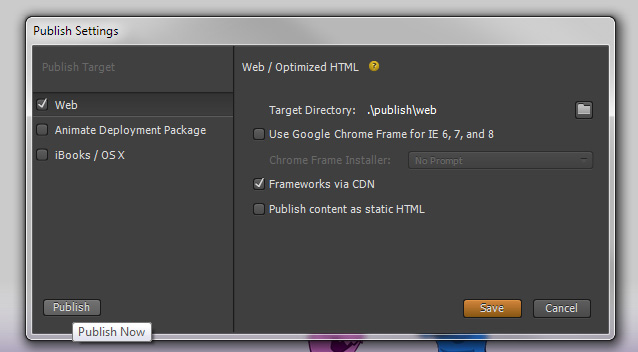 Publish Settings
Publish Target
Web
Animate Deployment Package
iBooks / OS X
Web / Optimized HTML ?
Target Directory: .\publish\web
Use Google Chrome Frame for IE 6, 7, and 8
Chrome Frame Installer: No Prompt
Frameworks via CDN
Publish content as static HTML
Publish
Save
Cancel
Publish Now